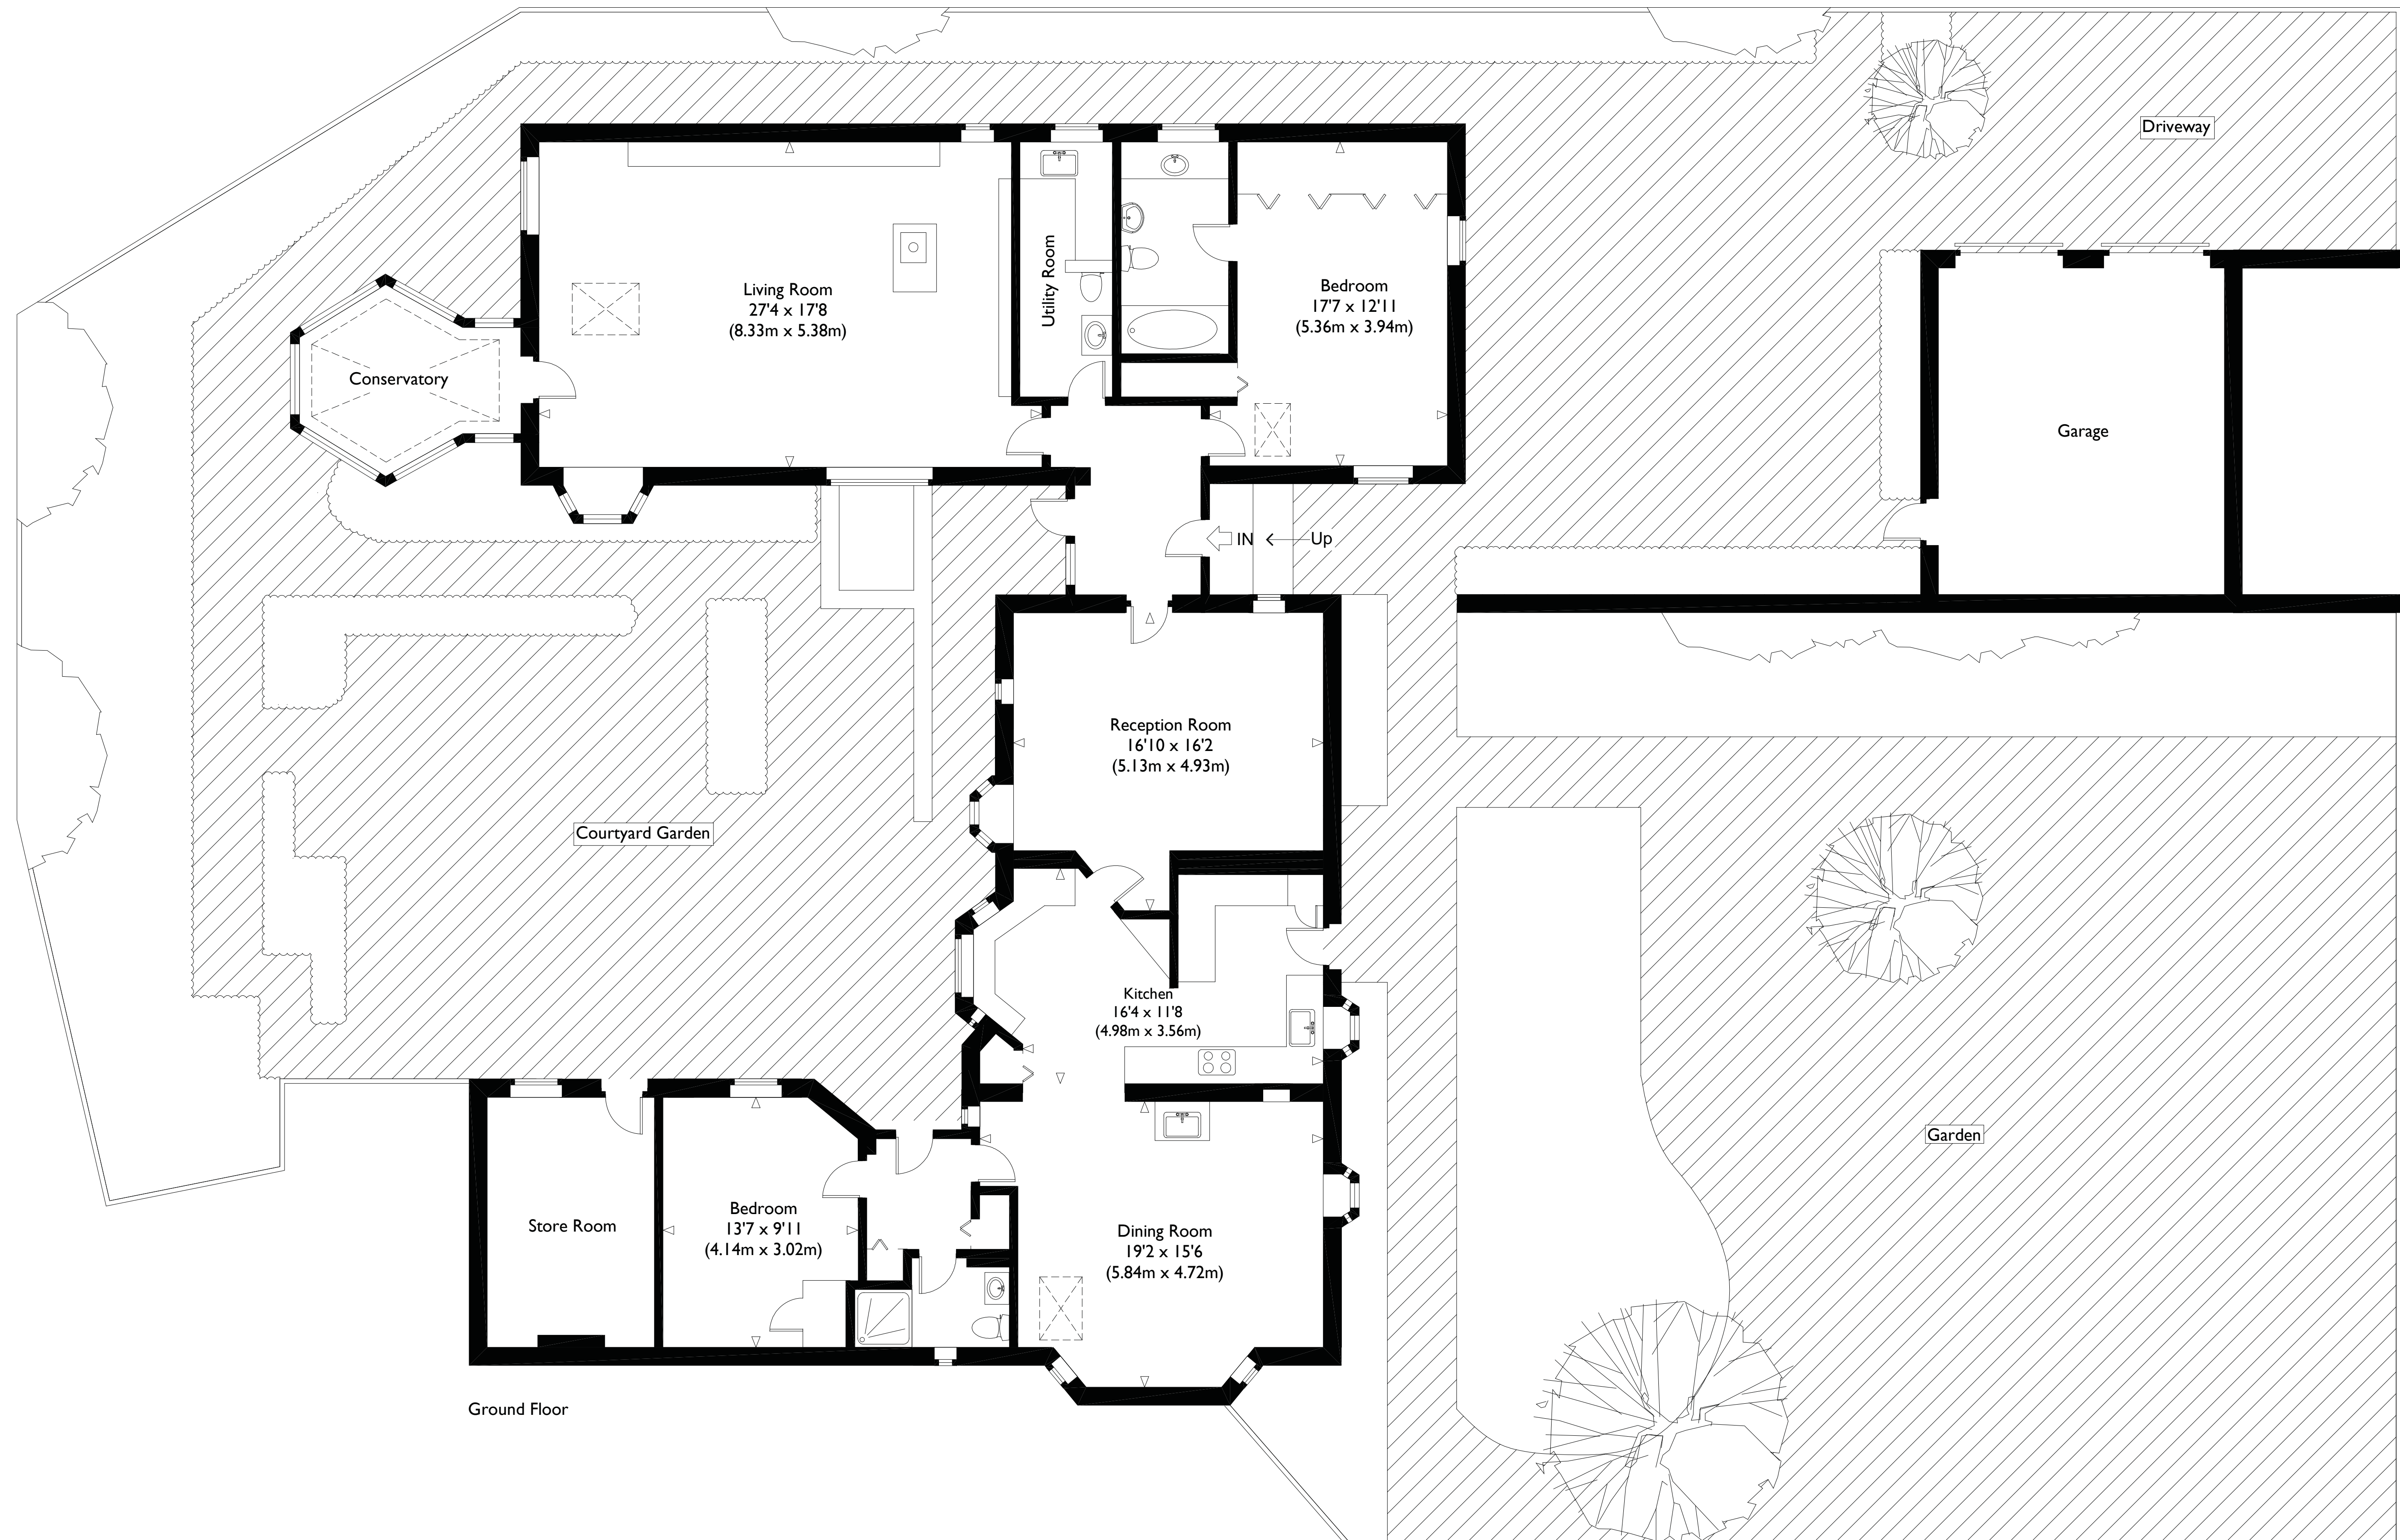 Driveway
Living Room
27'4 x 17'8
(8.33m x 5.38m)
Utility Room
Bedroom
17'7 x 12'11
(5.36m x 3.94m)
Conservatory
Garage
IN
Up
Reception Room
16'10 x 16'2
(5.13m x 4.93m)
Courtyard Garden
Kitchen
16'4 x 11'8
(4.98m x 3.56m)
Garden
Store Room
Bedroom
13'7 x 9'11
(4.14m x 3.02m)
Dining Room
19'2 x 15'6
(5.84m x 4.72m)
Ground Floor